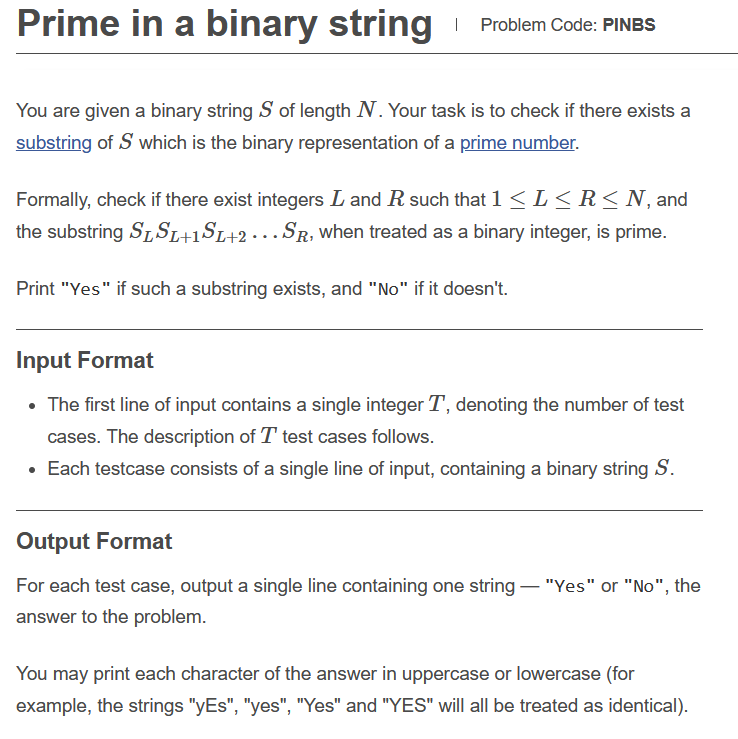 Prime in a binary string | Problem Code: PINBS
You are given a binary string S of length N. Your task is to check if there exists a
substring of S which is the binary representation of a prime number.
Formally, check if there exist integers L and R such that 1 ≤ L ≤ R ≤ N, and
the substring S_L S_{L+1} S_{L+2} ... S_R, when treated as a binary integer, is prime.
Print "Yes" if such a substring exists, and "No" if it doesn't.
Input Format
• The first line of input contains a single integer T, denoting the number of test
cases. The description of T test cases follows.
• Each testcase consists of a single line of input, containing a binary string S.
Output Format
For each test case, output a single line containing one string — "Yes" or "No", the
answer to the problem.
You may print each character of the answer in uppercase or lowercase (for
example, the strings "yEs", "yes", "Yes" and "YES" will all be treated as identical).